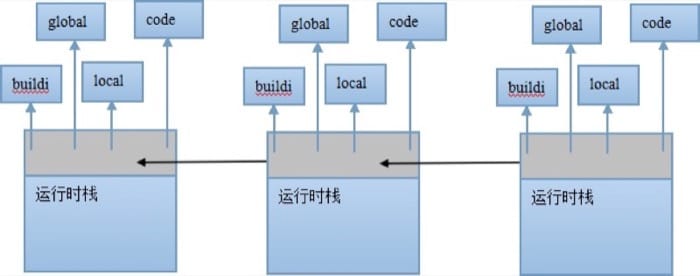 global
code
buildi
local
运行时栈
global
code
buildi
local
运行时栈
global
code
buildi
local
运行时栈